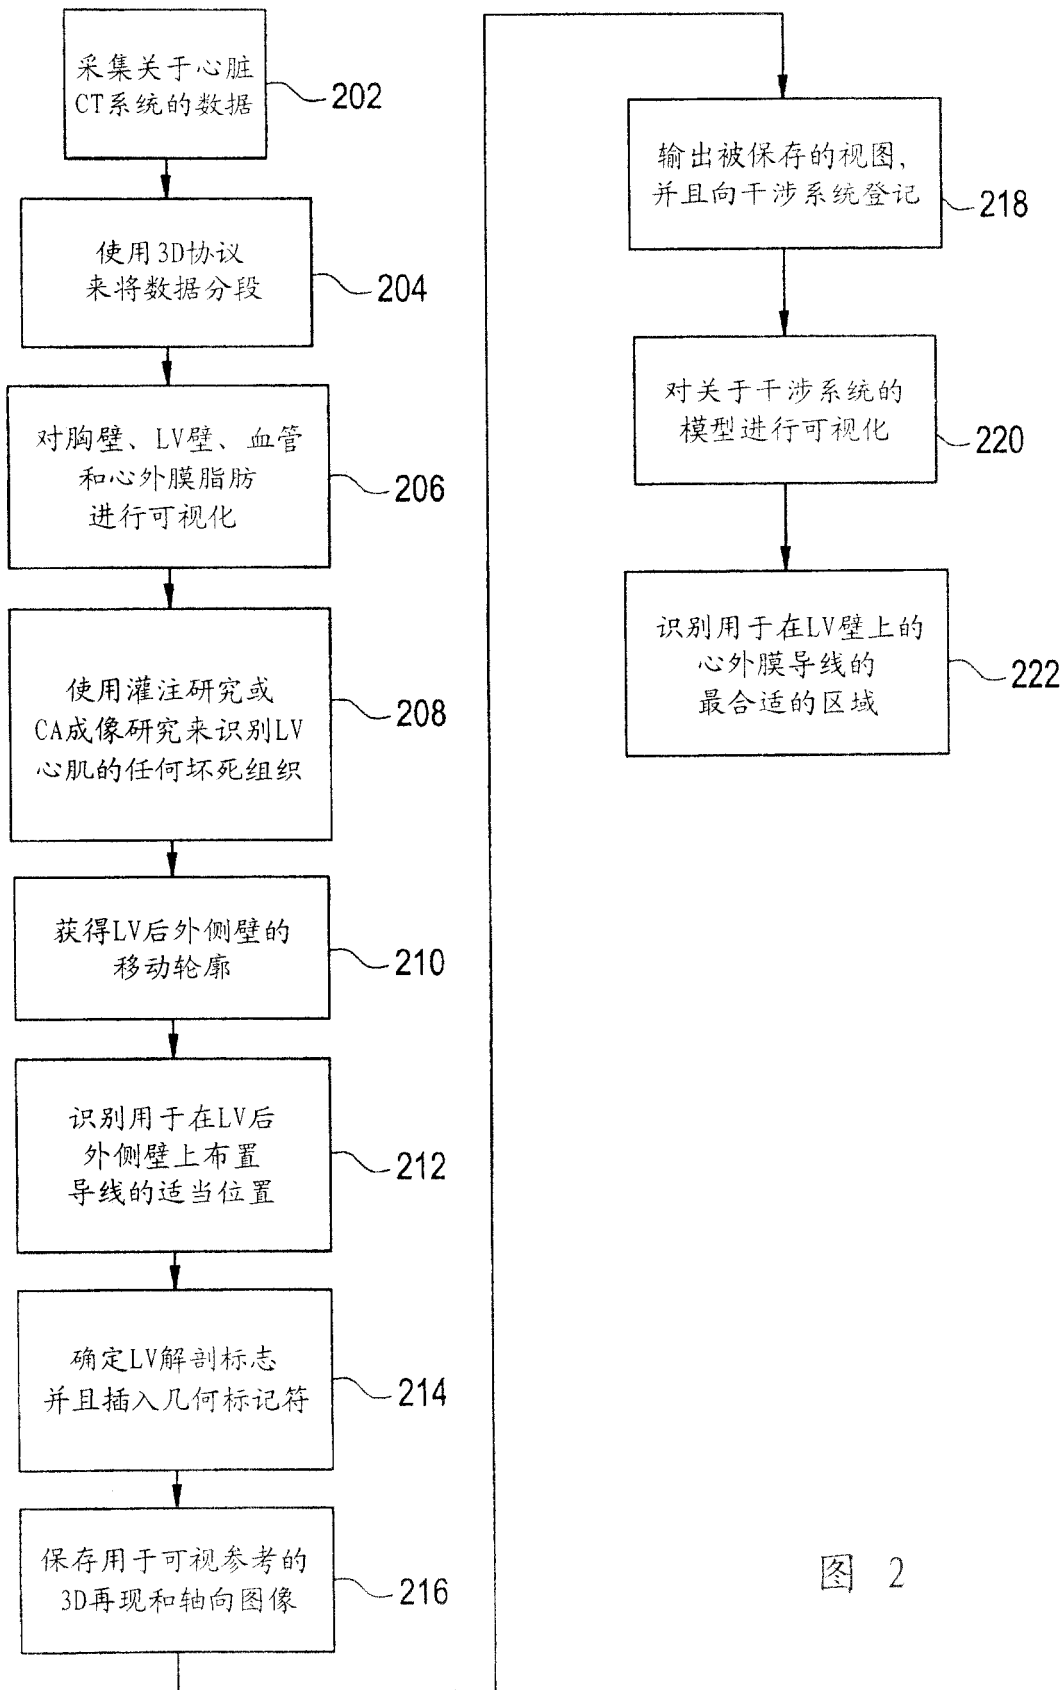 采集关于心脏
CT系统的数据
202
使用3D协议
来将数据分段
204
对胸壁、LV壁、血管
和心外膜脂肪
进行可视化
206
使用灌注研究或
CA成像研究来识别LV
心肌的任何坏死组织
208
获得LV后外侧壁的
移动轮廓
210
识别用于在LV后
外侧壁上布置
导线的适当位置
212
确定LV解剖标志
并且插入几何标记符
214
保存用于可视参考的
3D再现和轴向图像
216
输出被保存的视图,
并且向干涉系统登记
218
对关于干涉系统的
模型进行可视化
220
识别用于在LV壁上的
心外膜导线的
最合适的区域
222
图 2